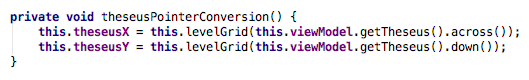 private void theseusPointerConversion() {
    this.theseusX = this.levelGrid(this.viewModel.getTheseus().across());
    this.theseusY = this.levelGrid(this.viewModel.getTheseus().down());
}